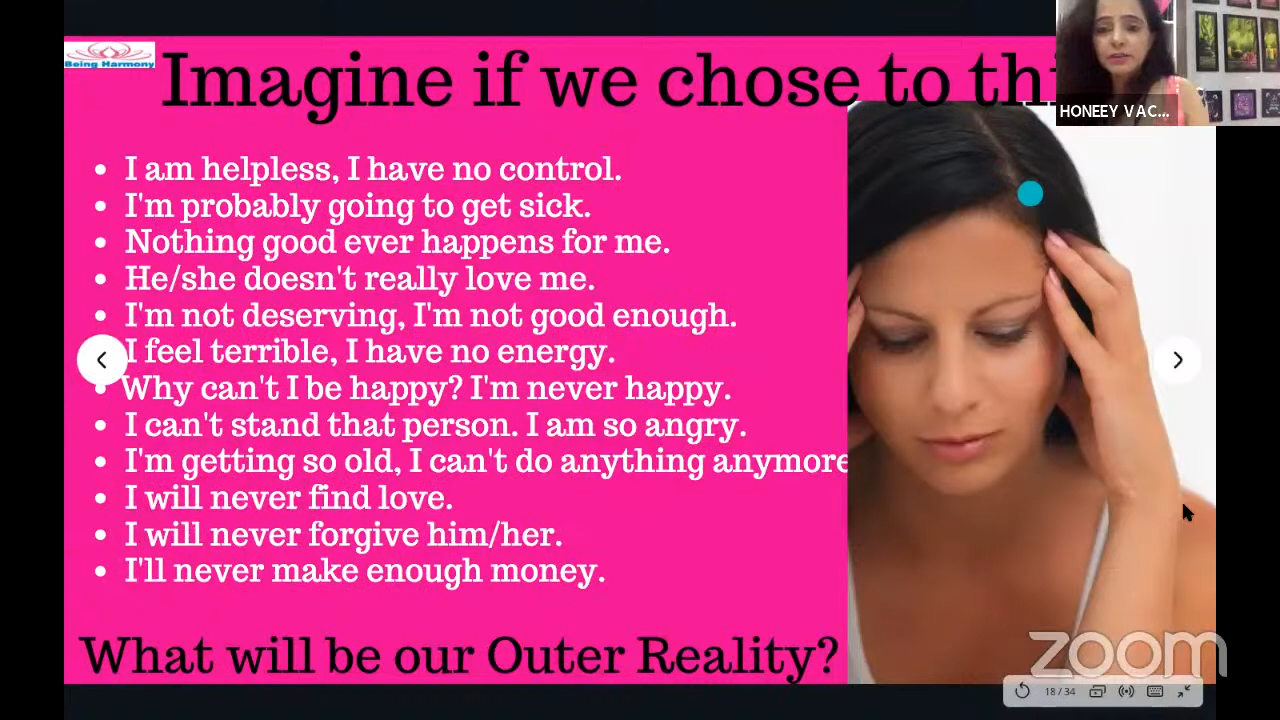 Being Harmony
Imagine if we chose to thi
HONEEY VAC...
I am helpless, I have no control.
I'm probably going to get sick.
Nothing good ever happens for me.
He/she doesn't really love me.
I'm not deserving, I'm not good enough.
I feel terrible, I have no energy.
Why can't I be happy? I'm never happy.
I can't stand that person. I am so angry.
I'm getting so old, I can't do anything anymore
I will never find love.
I will never forgive him/her.
I'll never make enough money.
What will be our Outer Reality?
zoom
18 / 34